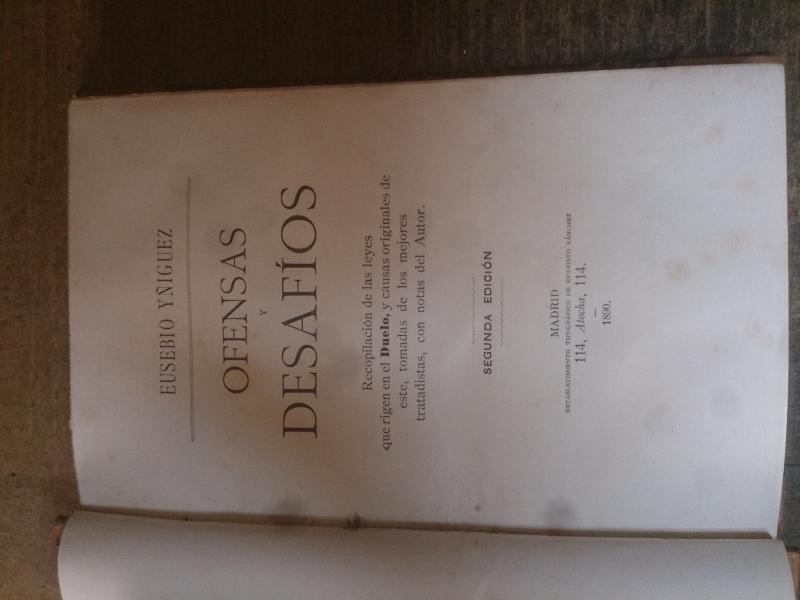 EUSEBIO YÑIGUEZ
OFENSAS
Y
DESAFÍOS
Recopilación de las leyes
que rigen en el Duelo, y causas originales de
este, tomadas de los mejores
tratadistas, con notas del Autor.
SEGUNDA EDICIÓN
MADRID
ESTABLECIMIENTO TIPOGRÁFICO DE EVARISTO SÁNCHEZ
114, Atocha, 114.
1890.